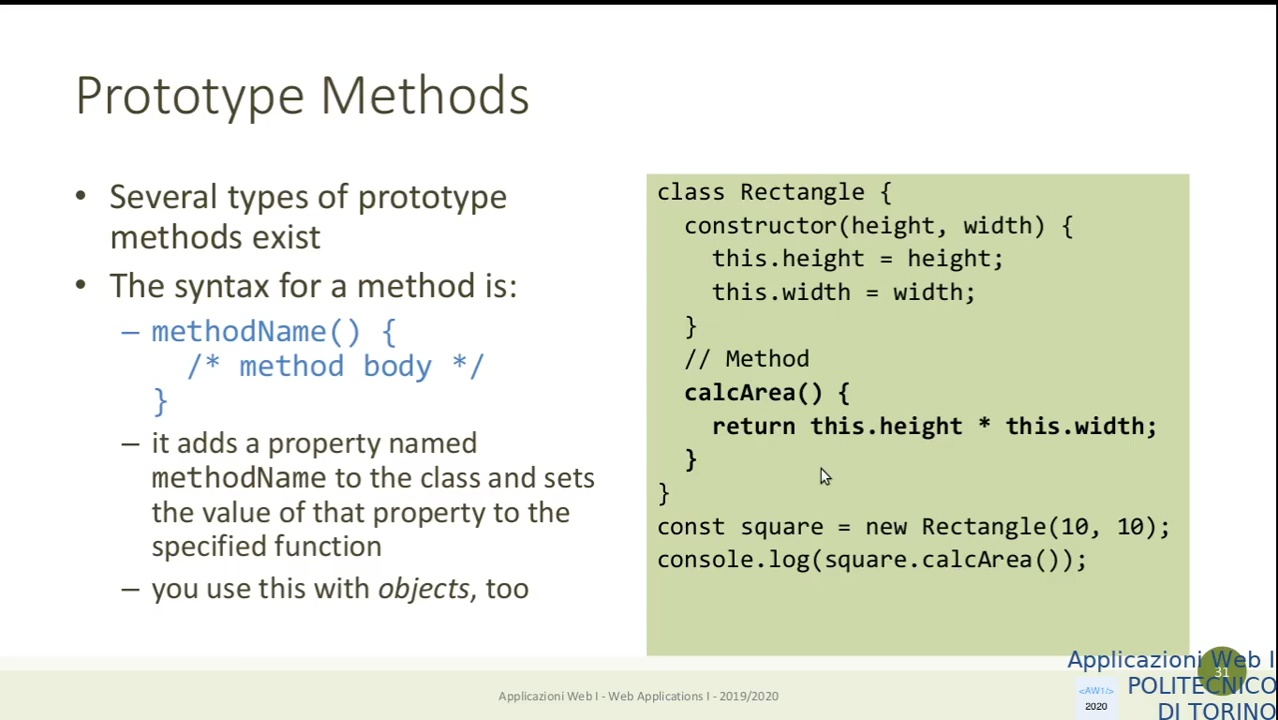 Prototype Methods
• Several types of prototype
methods exist
• The syntax for a method is:
– methodName() {
/* method body */
}
– it adds a property named
methodName to the class and sets
the value of that property to the
specified function
– you use this with objects, too
class Rectangle {
  constructor(height, width) {
    this.height = height;
    this.width = width;
  }
  // Method
  calcArea() {
    return this.height * this.width;
  }
}
const square = new Rectangle(10, 10);
console.log(square.calcArea());
Applicazioni Web I - Web Applications I - 2019/2020
31
<AW1/>
2020
Applicazioni Web I
POLITECNICO
DI TORINO